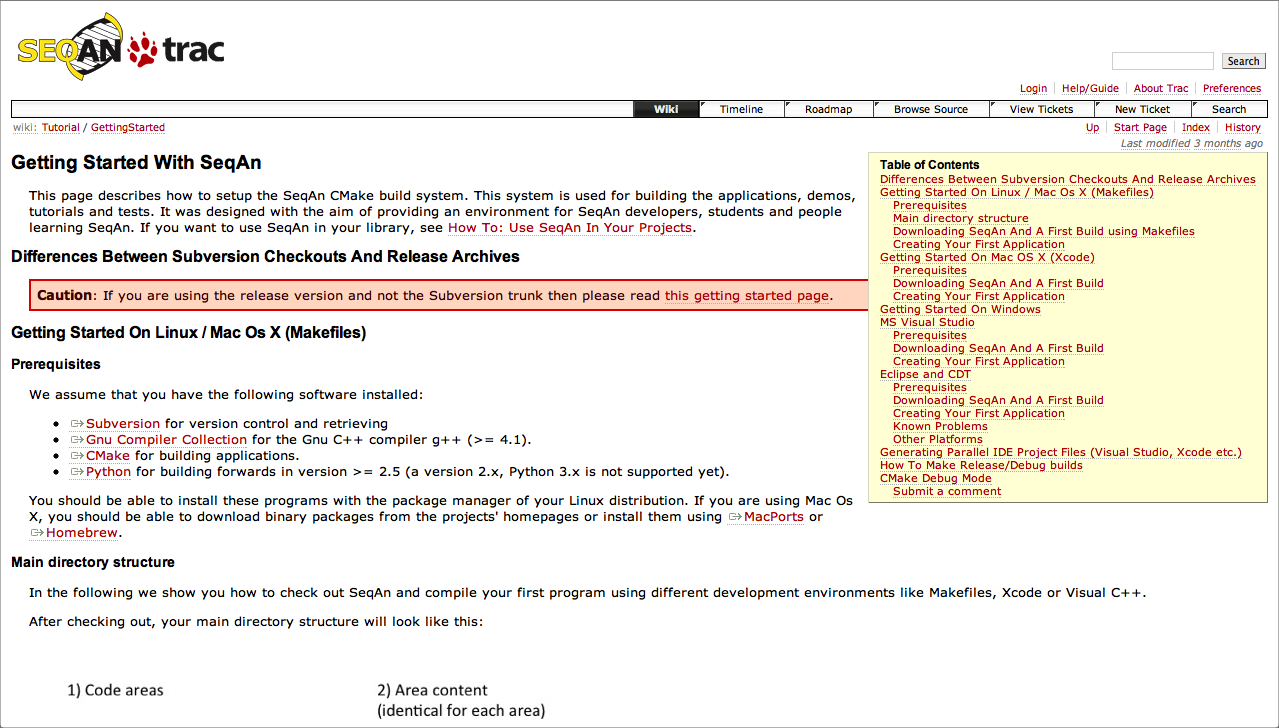 SEQAN trac
Search
Login Help/Guide About Trac Preferences
Wiki Timeline Roadmap Browse Source View Tickets New Ticket Search
wiki: Tutorial / GettingStarted
Up Start Page Index History
Last modified 3 months ago
Getting Started With SeqAn
This page describes how to setup the SeqAn CMake build system. This system is used for building the applications, demos,
tutorials and tests. It was designed with the aim of providing an environment for SeqAn developers, students and people
learning SeqAn. If you want to use SeqAn in your library, see How To: Use SeqAn In Your Projects.
Differences Between Subversion Checkouts And Release Archives
Caution: If you are using the release version and not the Subversion trunk then please read this getting started page.
Getting Started On Linux / Mac Os X (Makefiles)
Prerequisites
We assume that you have the following software installed:
• Subversion for version control and retrieving
• Gnu Compiler Collection for the Gnu C++ compiler g++ (>= 4.1).
• CMake for building applications.
• Python for building forwards in version >= 2.5 (a version 2.x, Python 3.x is not supported yet).
You should be able to install these programs with the package manager of your Linux distribution. If you are using Mac Os
X, you should be able to download binary packages from the projects' homepages or install them using MacPorts or
Homebrew.
Table of Contents
Differences Between Subversion Checkouts And Release Archives
Getting Started On Linux / Mac Os X (Makefiles)
Prerequisites
Main directory structure
Downloading SeqAn And A First Build using Makefiles
Creating Your First Application
Getting Started On Mac OS X (Xcode)
Prerequisites
Downloading SeqAn And A First Build
Creating Your First Application
Getting Started On Windows
MS Visual Studio
Prerequisites
Downloading SeqAn And A First Build
Creating Your First Application
Eclipse and CDT
Prerequisites
Downloading SeqAn And A First Build
Creating Your First Application
Known Problems
Other Platforms
Generating Parallel IDE Project Files (Visual Studio, Xcode etc.)
How To Make Release/Debug builds
CMake Debug Mode
Submit a comment
Main directory structure
In the following we show you how to check out SeqAn and compile your first program using different development environments like Makefiles, Xcode or Visual C++.
After checking out, your main directory structure will look like this:
1) Code areas
2) Area content
(identical for each area)